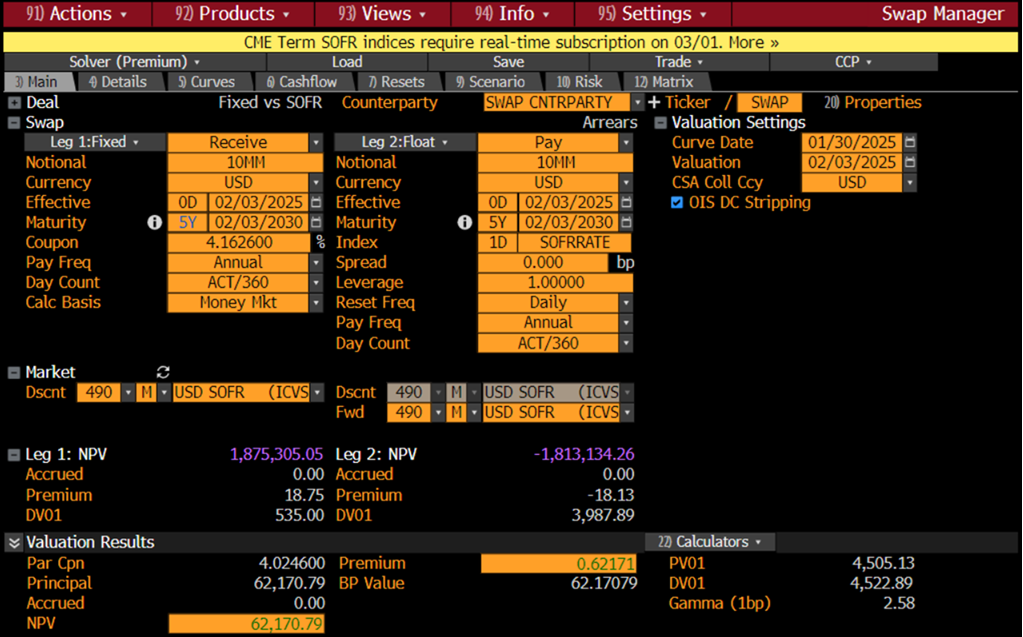 91) Actions 92) Products 93) Views 94) Info 95) Settings Swap Manager
CME Term SOFR indices require real-time subscription on 03/01. More »
Solver (Premium) Load Save Trade CCP
3) Main 4) Details 5) Curves 6) Cashflow 7) Resets 9) Scenario 10) Risk 12) Matrix
Deal Fixed vs SOFR Counterparty SWAP CNTRPARTY Ticker / SWAP 20) Properties
Swap Arrears Valuation Settings
Leg 1:Fixed Receive Leg 2:Float Pay Curve Date 01/30/2025
Notional 10MM Notional 10MM Valuation 02/03/2025
Currency USD Currency USD CSA Coll Ccy USD
Effective 0D 02/03/2025 Effective 0D 02/03/2025 OIS DC Stripping
Maturity 5Y 02/03/2030 Maturity 5Y 02/03/2030
Coupon 4.162600 % Index 1D SOFRRATE
Pay Freq Annual Spread 0.000 bp
Day Count ACT/360 Leverage 1.00000
Calc Basis Money Mkt Reset Freq Daily
Pay Freq Annual
Day Count ACT/360
Market
Dscnt 490 M USD SOFR (ICVS Dscnt 490 M USD SOFR (ICVS
Fwd 490 M USD SOFR (ICVS
Leg 1: NPV 1,875,305.05 Leg 2: NPV -1,813,134.26
Accrued 0.00 Accrued 0.00
Premium 18.75 Premium -18.13
DV01 535.00 DV01 3,987.89
Valuation Results 22) Calculators
Par Cpn 4.024600 Premium 0.62171 PV01 4,505.13
Principal 62,170.79 BP Value 62.17079 DV01 4,522.89
Accrued 0.00 Gamma (1bp) 2.58
NPV 62,170.79